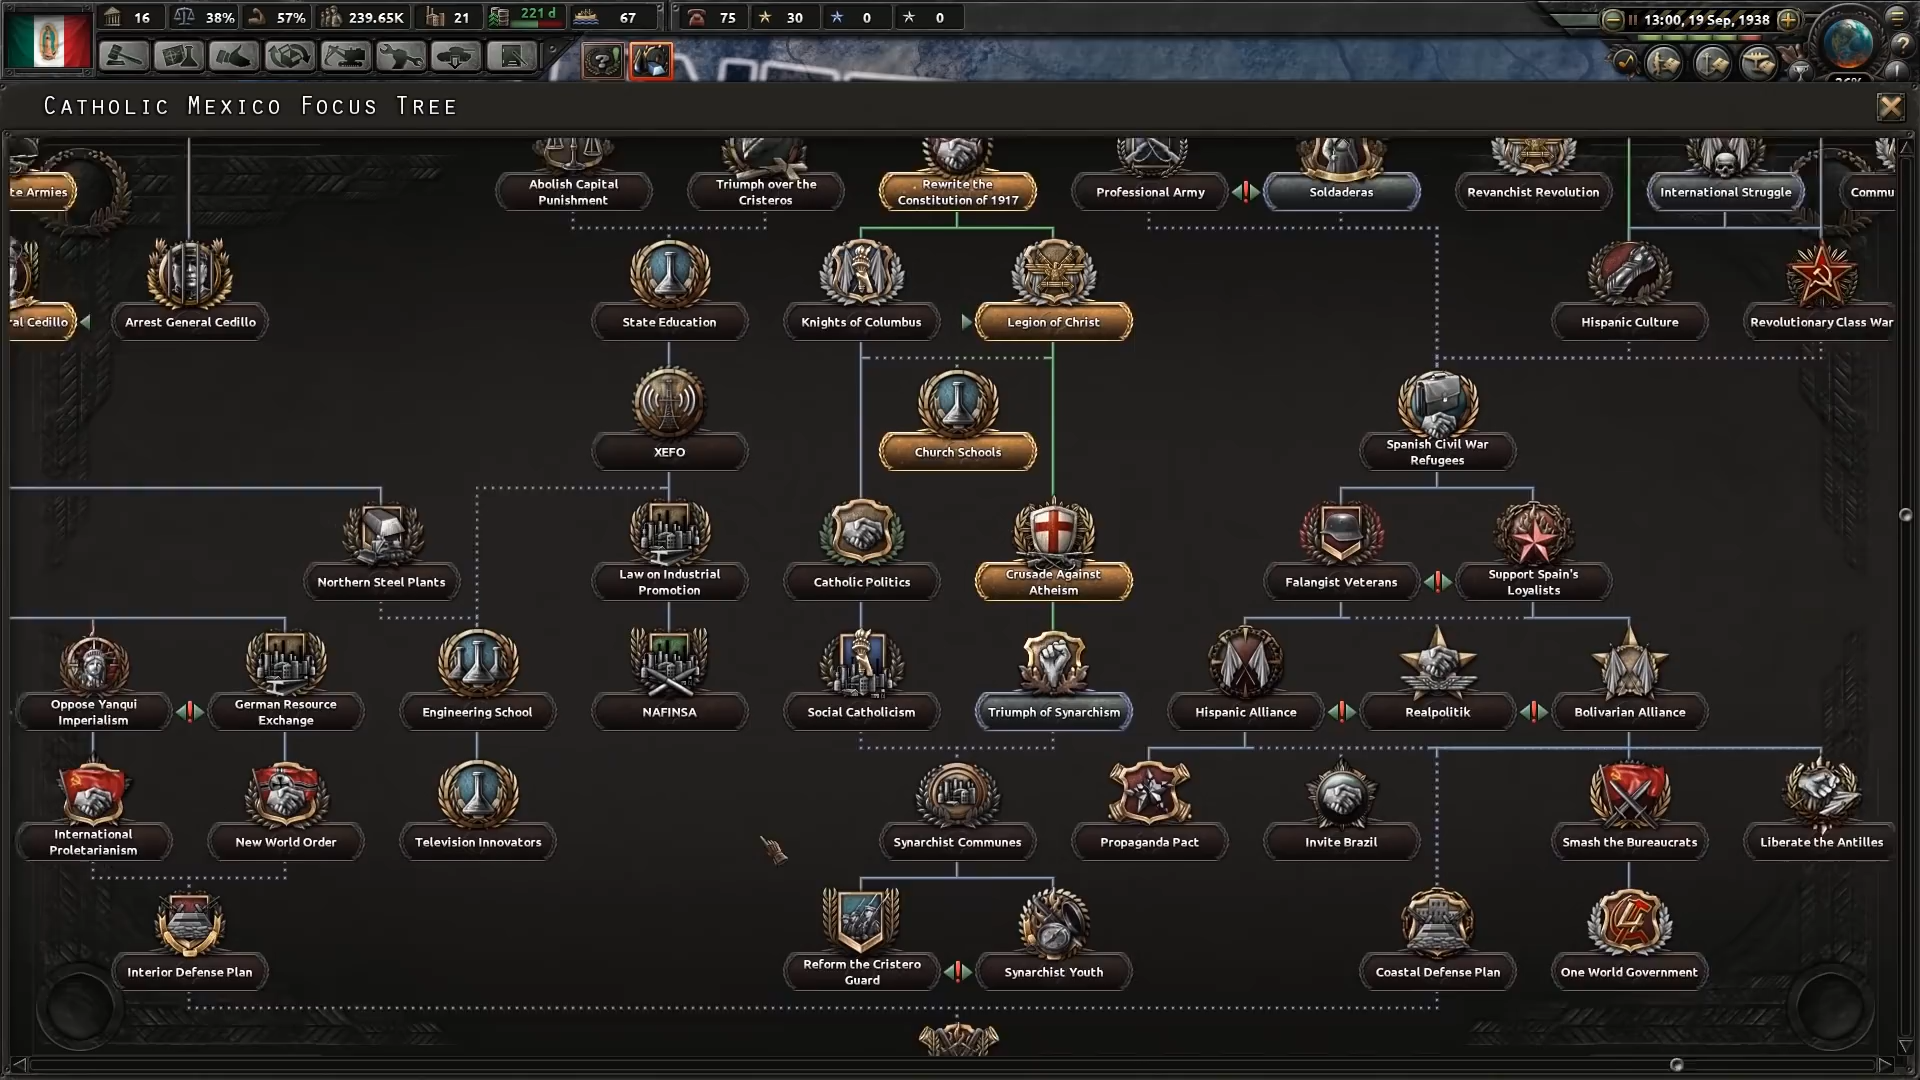 16
38%
57%
239.65K
21
221 d
67
75
30
0
0
13:00, 19 Sep, 1938
Catholic Mexico Focus Tree
te Armies
Abolish Capital
Punishment
Triumph over the
Cristeros
Rewrite the
Constitution of 1917
Professional Army
Soldaderas
Revanchist Revolution
International Struggle
Commu
al Cedillo
Arrest General Cedillo
State Education
Knights of Columbus
Legion of Christ
Hispanic Culture
Revolutionary Class War
XEFO
Church Schools
Spanish Civil War
Refugees
Northern Steel Plants
Law on Industrial
Promotion
Catholic Politics
Crusade Against
Atheism
Falangist Veterans
Support Spain's
Loyalists
Oppose Yanqui
Imperialism
German Resource
Exchange
Engineering School
NAFINSA
Social Catholicism
Triumph of Synarchism
Hispanic Alliance
Realpolitik
Bolivarian Alliance
International
Proletarianism
New World Order
Television Innovators
Synarchist Communes
Propaganda Pact
Invite Brazil
Smash the Bureaucrats
Liberate the Antilles
Interior Defense Plan
Reform the Cristero
Guard
Synarchist Youth
Coastal Defense Plan
One World Government